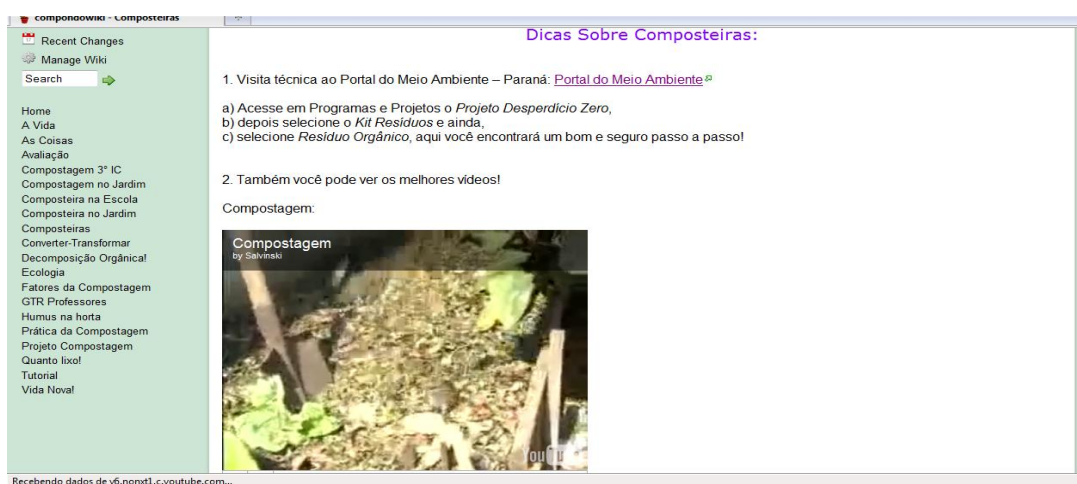 compondowiki - Composteiras
Recent Changes
Manage Wiki
Search
Home
A Vida
As Coisas
Avaliação
Compostagem 3° IC
Compostagem no Jardim
Composteira na Escola
Composteira no Jardim
Composteiras
Converter-Transformar
Decomposição Orgânica!
Ecologia
Fatores da Compostagem
GTR Professores
Humus na horta
Prática da Compostagem
Projeto Compostagem
Quanto lixo!
Tutorial
Vida Nova!
Dicas Sobre Composteiras:
1. Visita técnica ao Portal do Meio Ambiente – Paraná: Portal do Meio Ambiente
a) Acesse em Programas e Projetos o Projeto Desperdício Zero,
b) depois selecione o Kit Resíduos e ainda,
c) selecione Resíduo Orgânico, aqui você encontrará um bom e seguro passo a passo!
2. Também você pode ver os melhores vídeos!
Compostagem:
Compostagem
by Salvinski
YouTube
Recebendo dados de v6.nonxt1.c.youtube.com...